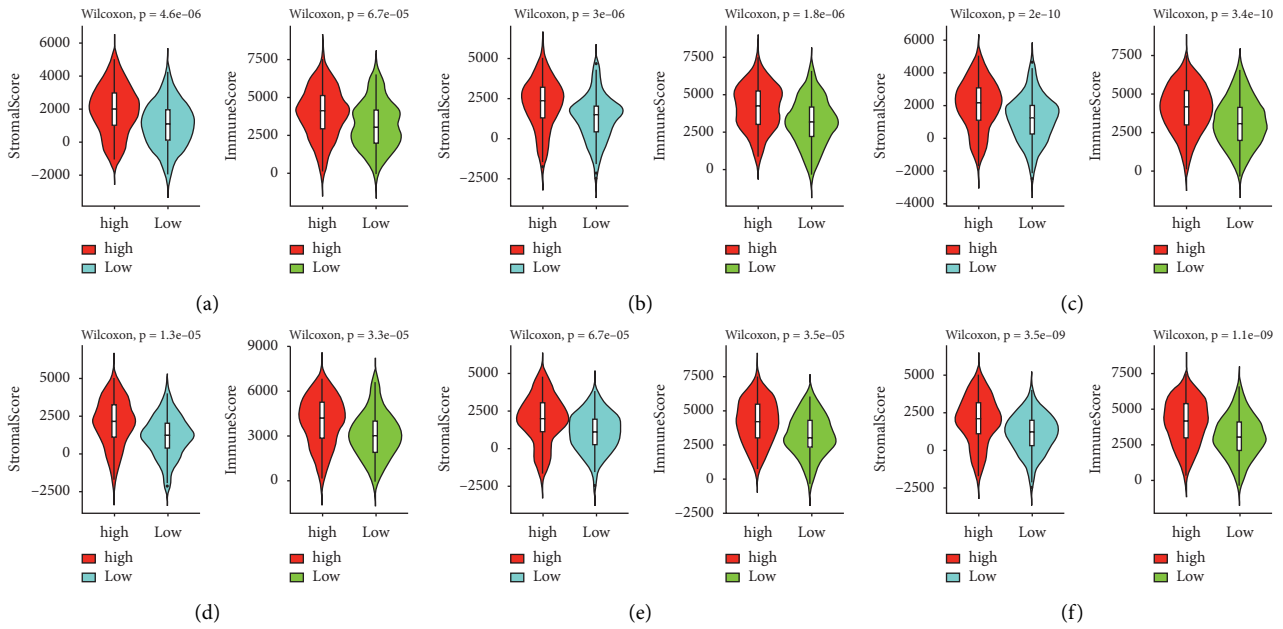 Wilcoxon, p = 4.6e–06
StromalScore
6000
4000
2000
0
−2000
high
Low
high
Low
Wilcoxon, p = 6.7e–05
ImmuneScore
7500
5000
2500
0
high
Low
high
Low
(a)
Wilcoxon, p = 3e–06
StromalScore
5000
2500
0
−2500
high
Low
high
Low
Wilcoxon, p = 1.8e–06
ImmuneScore
7500
5000
2500
0
high
Low
high
Low
(b)
Wilcoxon, p = 2e–10
StromalScore
6000
4000
2000
0
−2000
−4000
high
Low
high
Low
Wilcoxon, p = 3.4e–10
ImmuneScore
7500
5000
2500
0
high
Low
high
Low
(c)
Wilcoxon, p = 1.3e–05
StromalScore
5000
2500
0
−2500
high
Low
high
Low
Wilcoxon, p = 3.3e–05
ImmuneScore
9000
6000
3000
0
high
Low
high
Low
(d)
Wilcoxon, p = 6.7e–05
StromalScore
5000
2500
0
−2500
high
Low
high
Low
Wilcoxon, p = 3.5e–05
ImmuneScore
7500
5000
2500
0
−2500
high
Low
high
Low
(e)
Wilcoxon, p = 3.5e–09
StromalScore
5000
2500
0
−2500
high
Low
high
Low
Wilcoxon, p = 1.1e–09
ImmuneScore
7500
5000
2500
0
high
Low
high
Low
(f)